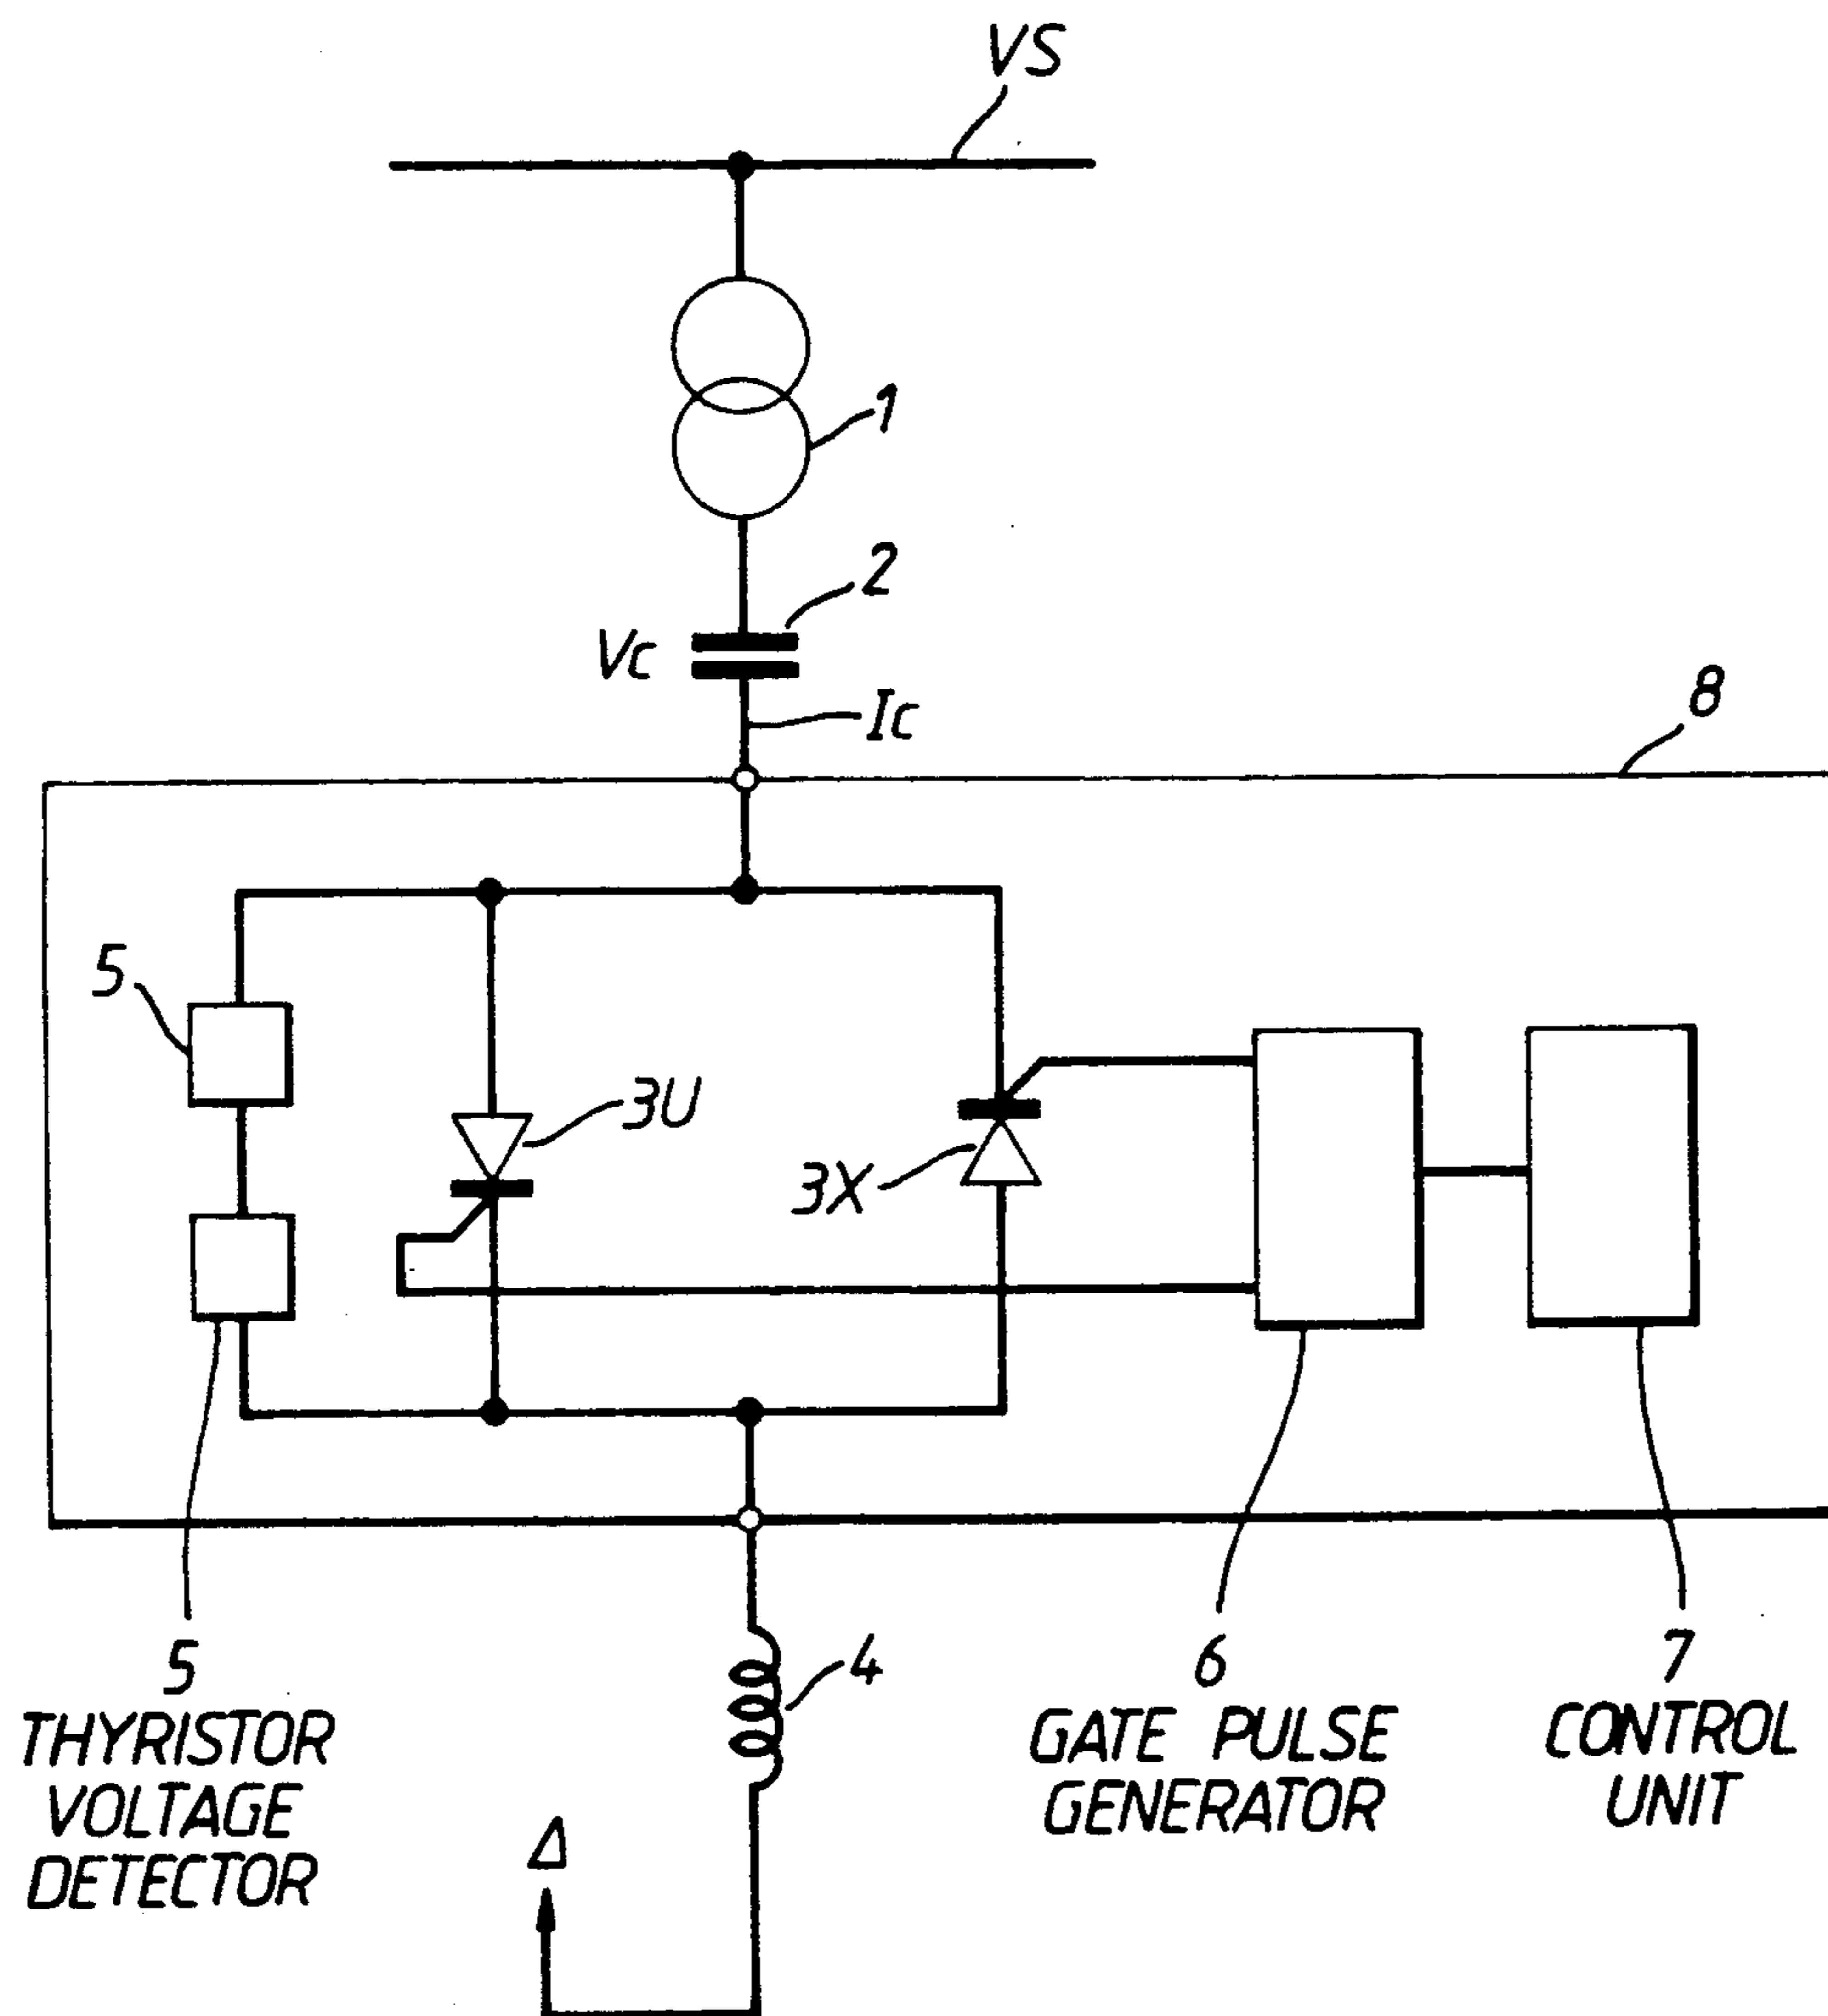 VS
1
2
Vc
Ic
8
5
3U
3X
4
5
THYRISTOR
VOLTAGE
DETECTOR
6
GATE PULSE
GENERATOR
7
CONTROL
UNIT
Δ